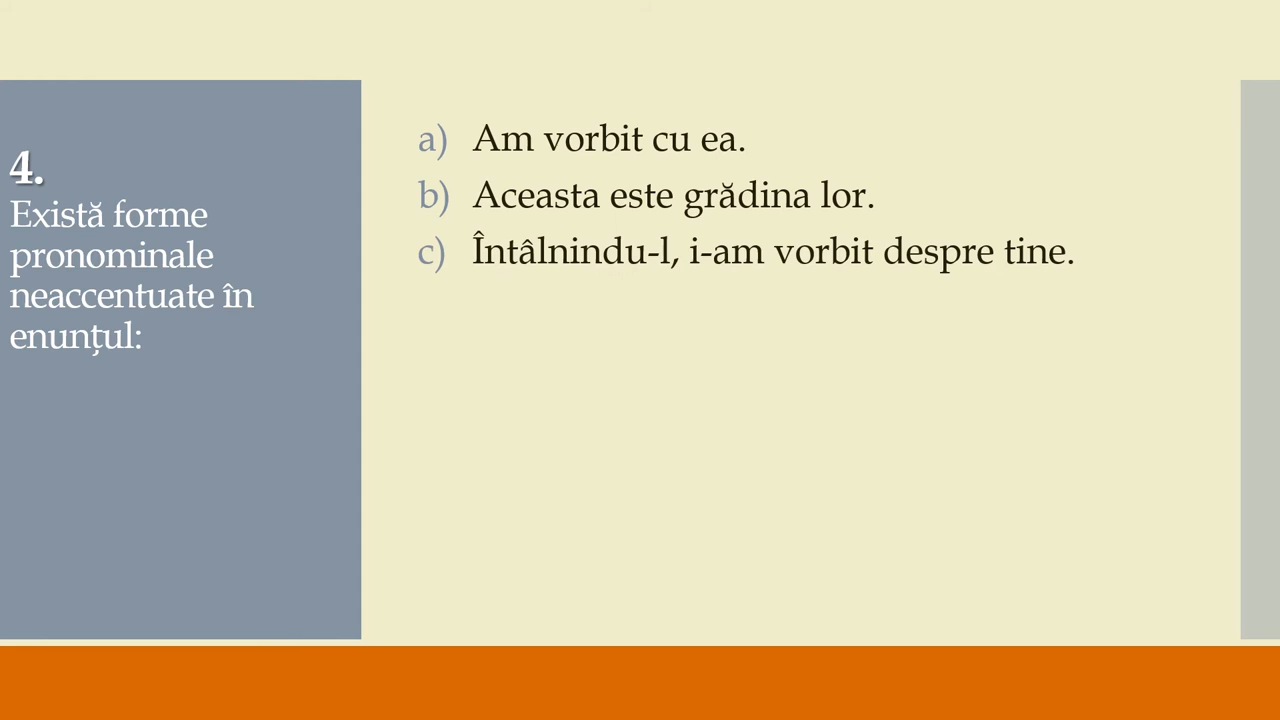 4.
Există forme
pronominale
neaccentuate în
enunțul:
a) Am vorbit cu ea.
b) Aceasta este grădina lor.
c) Întâlnindu-l, i-am vorbit despre tine.